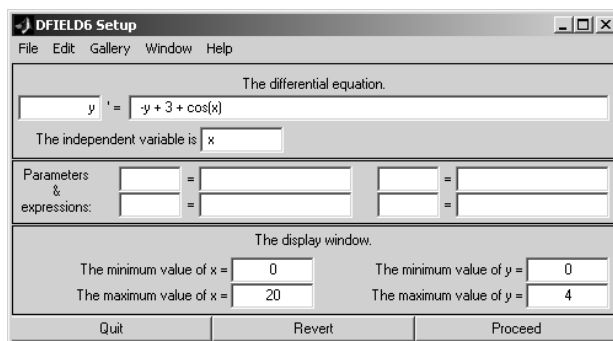 DFIELD6 Setup
File Edit Gallery Window Help
The differential equation.
y ' = -y + 3 + cos(x)
The independent variable is x
Parameters
&
expressions:
= =
= =
The display window.
The minimum value of x = 0 The minimum value of y = 0
The maximum value of x = 20 The maximum value of y = 4
Quit Revert Proceed